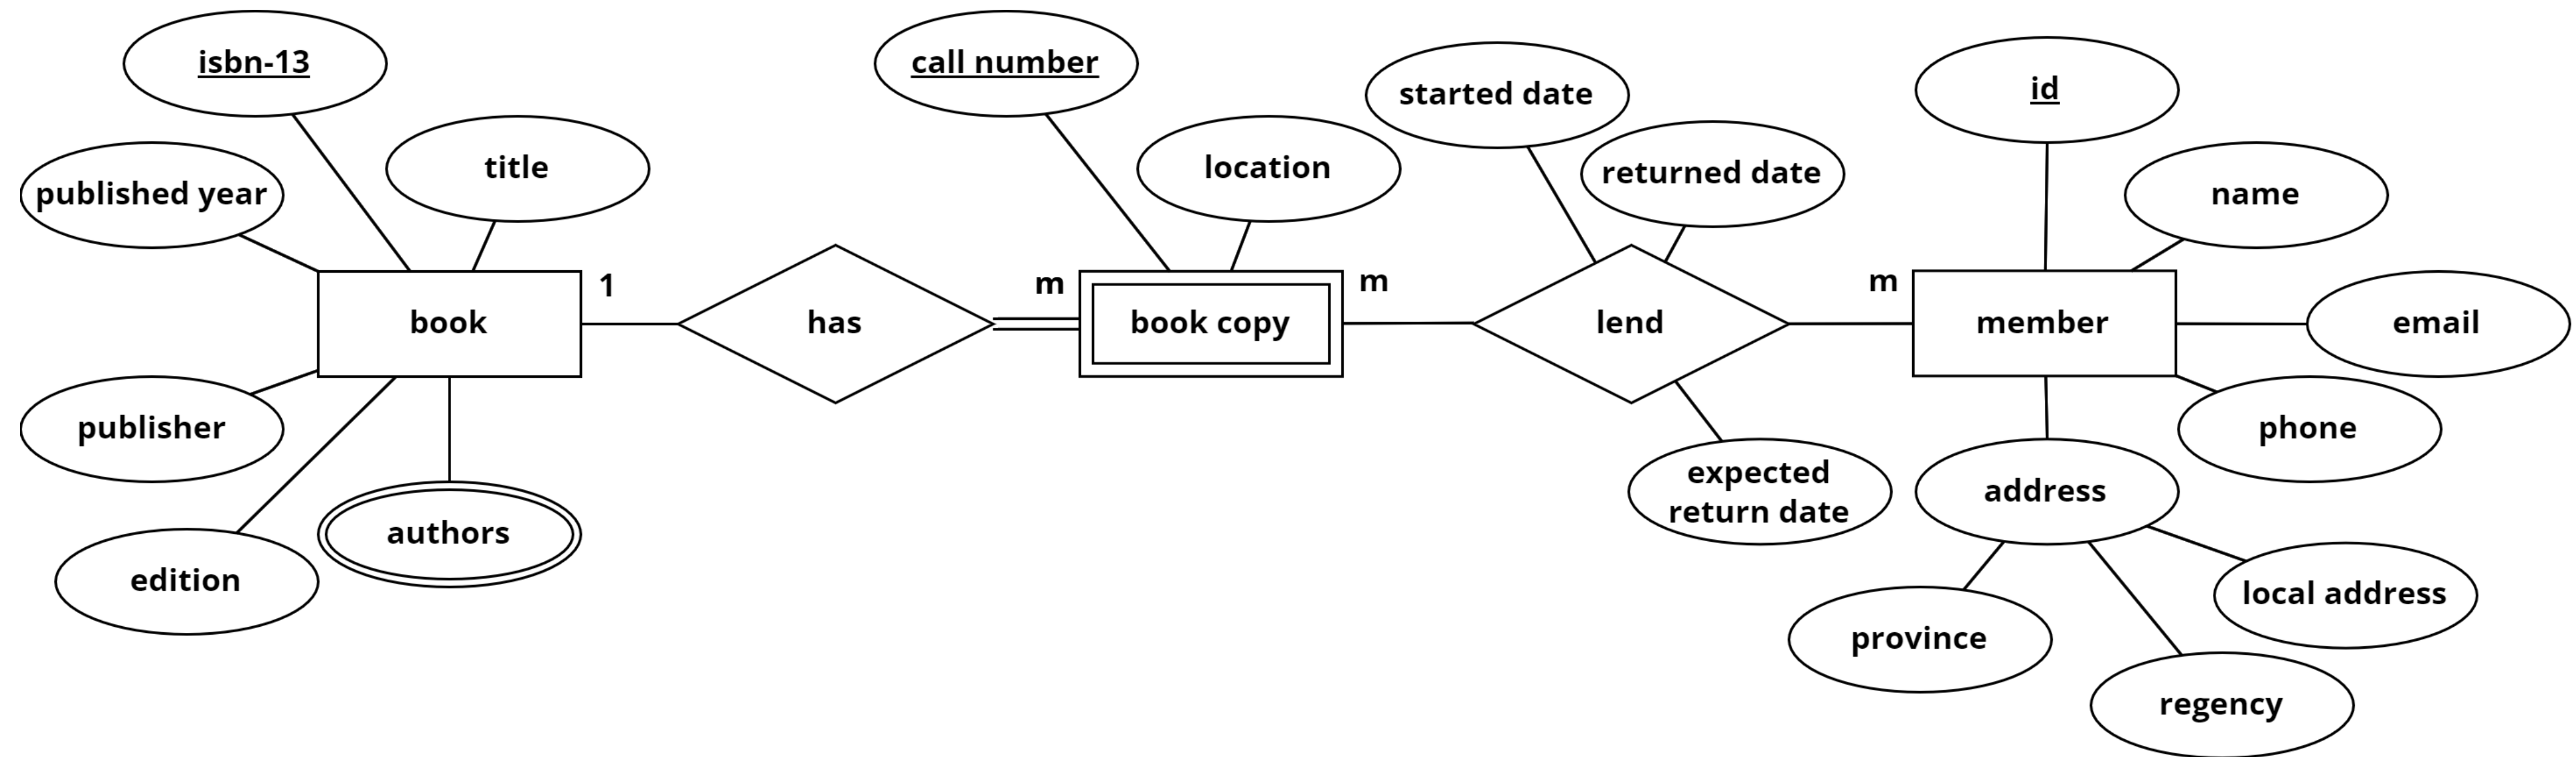 isbn-13
published year
title
book
publisher
edition
authors
1
has
m
call number
location
book copy
m
started date
returned date
lend
expected
return date
m
id
name
member
email
phone
address
province
local address
regency